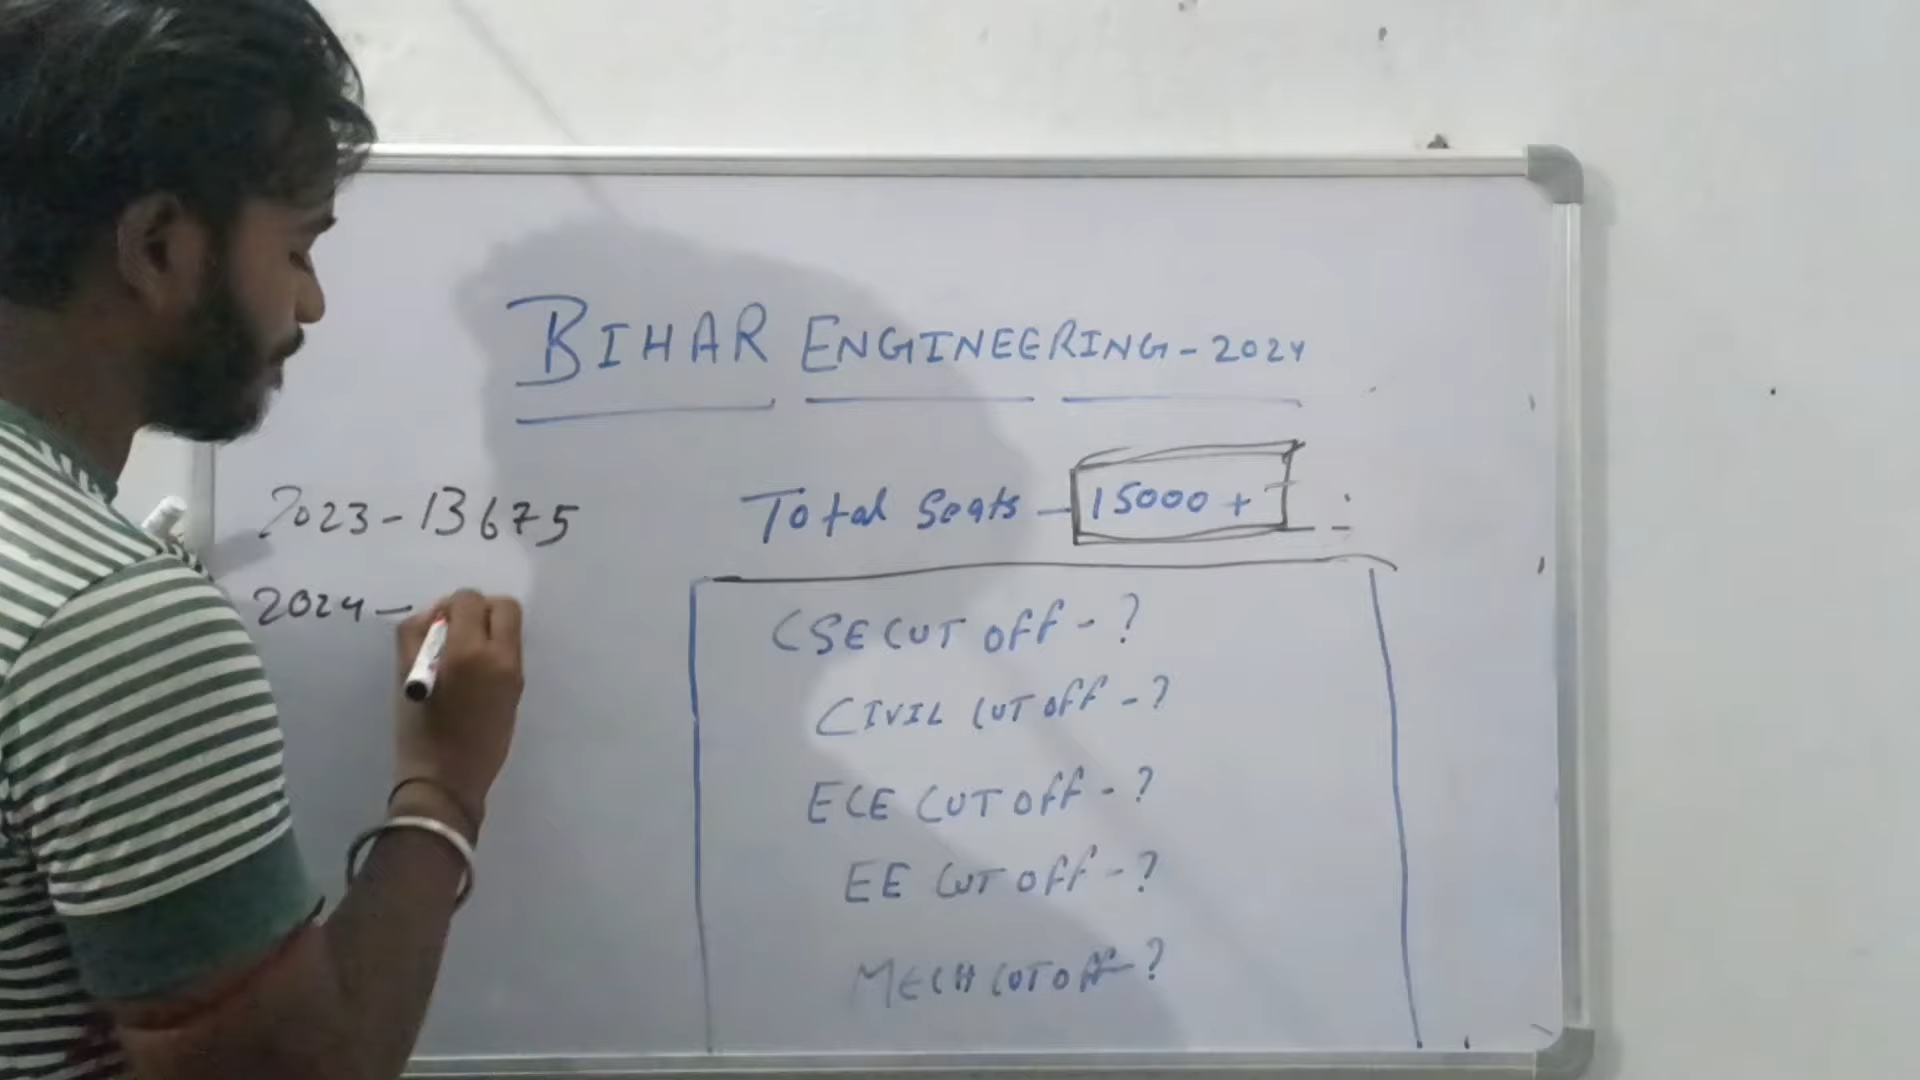 BIHAR ENGINEERING - 2024
2023 - 13675
2024 -
Total Seats - 15000 +
CSE CUT OFF - ?
CIVIL CUT OFF - ?
ECE CUT OFF - ?
EE CUT OFF - ?
MECH CUT OFF - ?